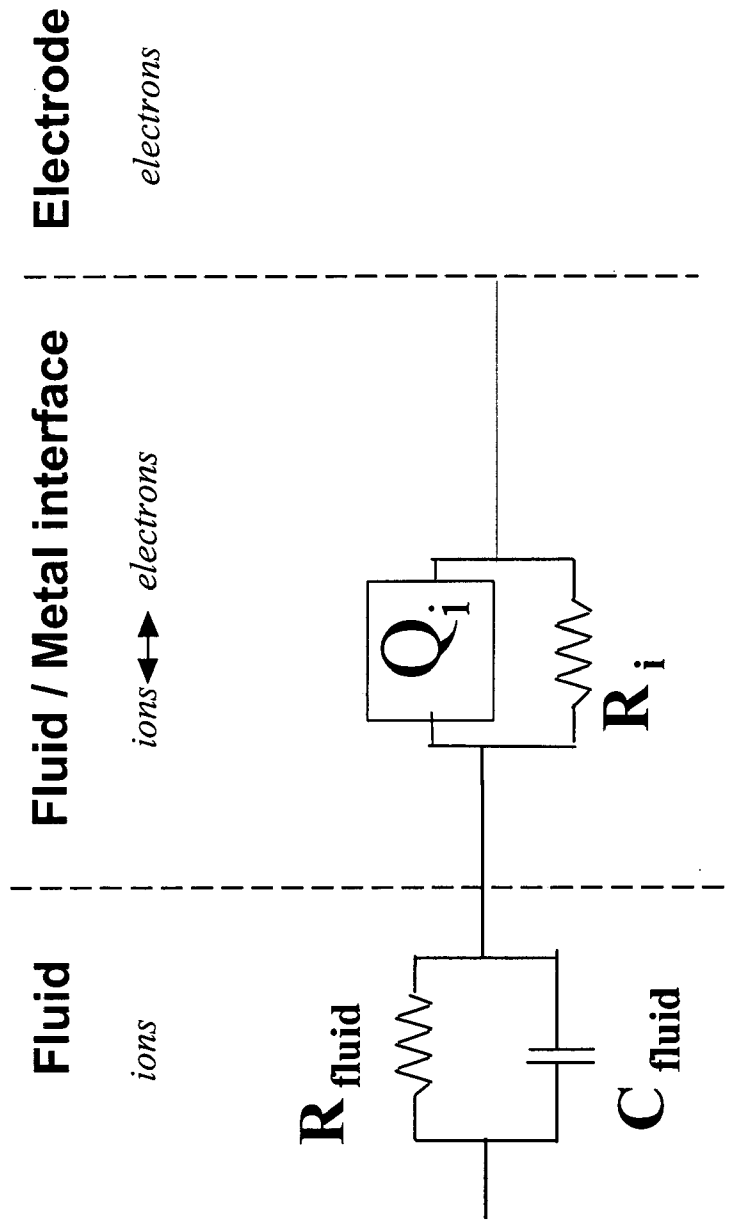 Fluid
Fluid / Metal interface
Electrode
ions
ions electrons
electrons
R fluid
Q i
C fluid
R i